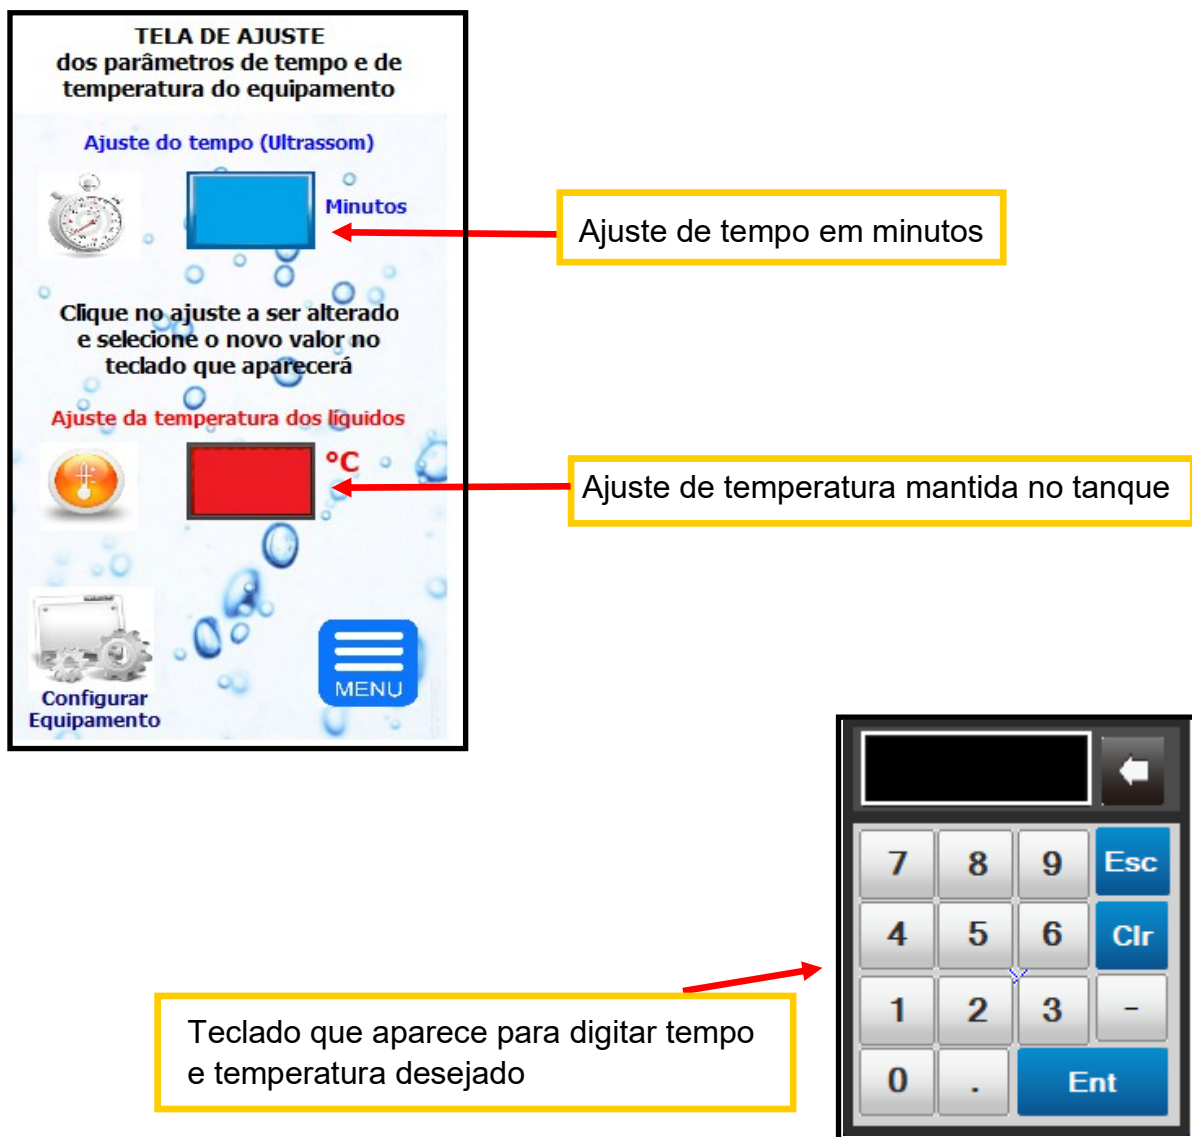 TELA DE AJUSTE
dos parâmetros de tempo e de
temperatura do equipamento
Ajuste do tempo (Ultrassom)
Minutos
Ajuste de tempo em minutos
Clique no ajuste a ser alterado
e selecione o novo valor no
teclado que aparecerá
Ajuste da temperatura dos líquidos
°C
Ajuste de temperatura mantida no tanque
MENU
Configurar
Equipamento
7 8 9 Esc
4 5 6 Clr
1 2 3 -
0 . Ent
Teclado que aparece para digitar tempo
e temperatura desejado